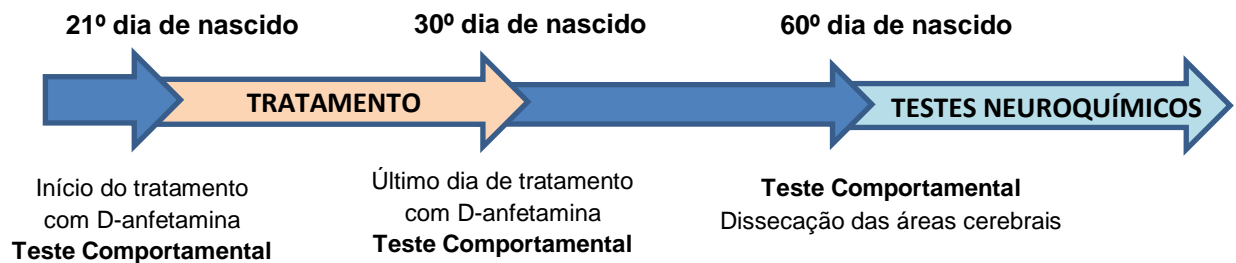 21º dia de nascido
30º dia de nascido
60º dia de nascido
TRATAMENTO
TESTES NEUROQUÍMICOS
Início do tratamento
com D-anfetamina
Teste Comportamental
Último dia de tratamento
com D-anfetamina
Teste Comportamental
Teste Comportamental
Dissecação das áreas cerebrais